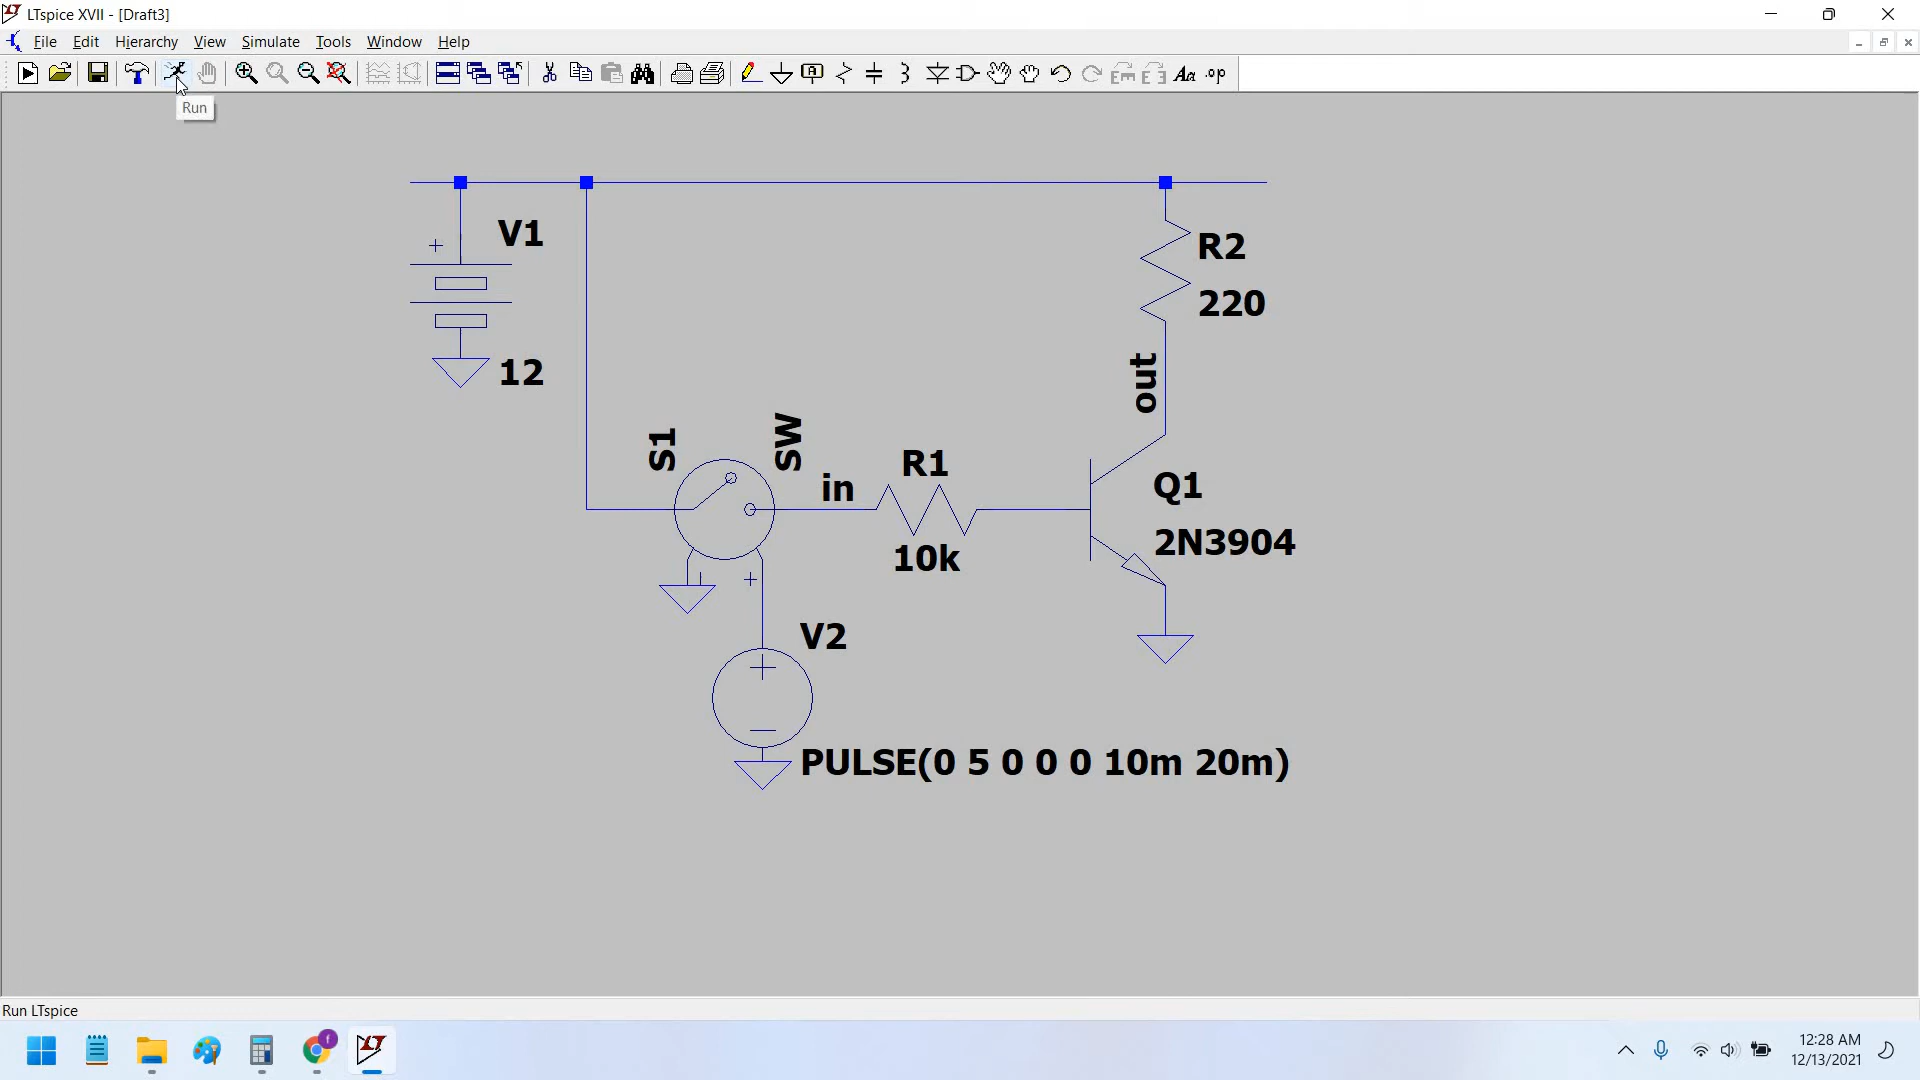 LTspice XVII - [Draft3]
File Edit Hierarchy View Simulate Tools Window Help
Aa .op
Run
V1
12
R2
220
out
S1
SW
in
R1
10k
Q1
2N3904
V2
PULSE(0 5 0 0 0 10m 20m)
Run LTspice
12:28 AM
12/13/2021